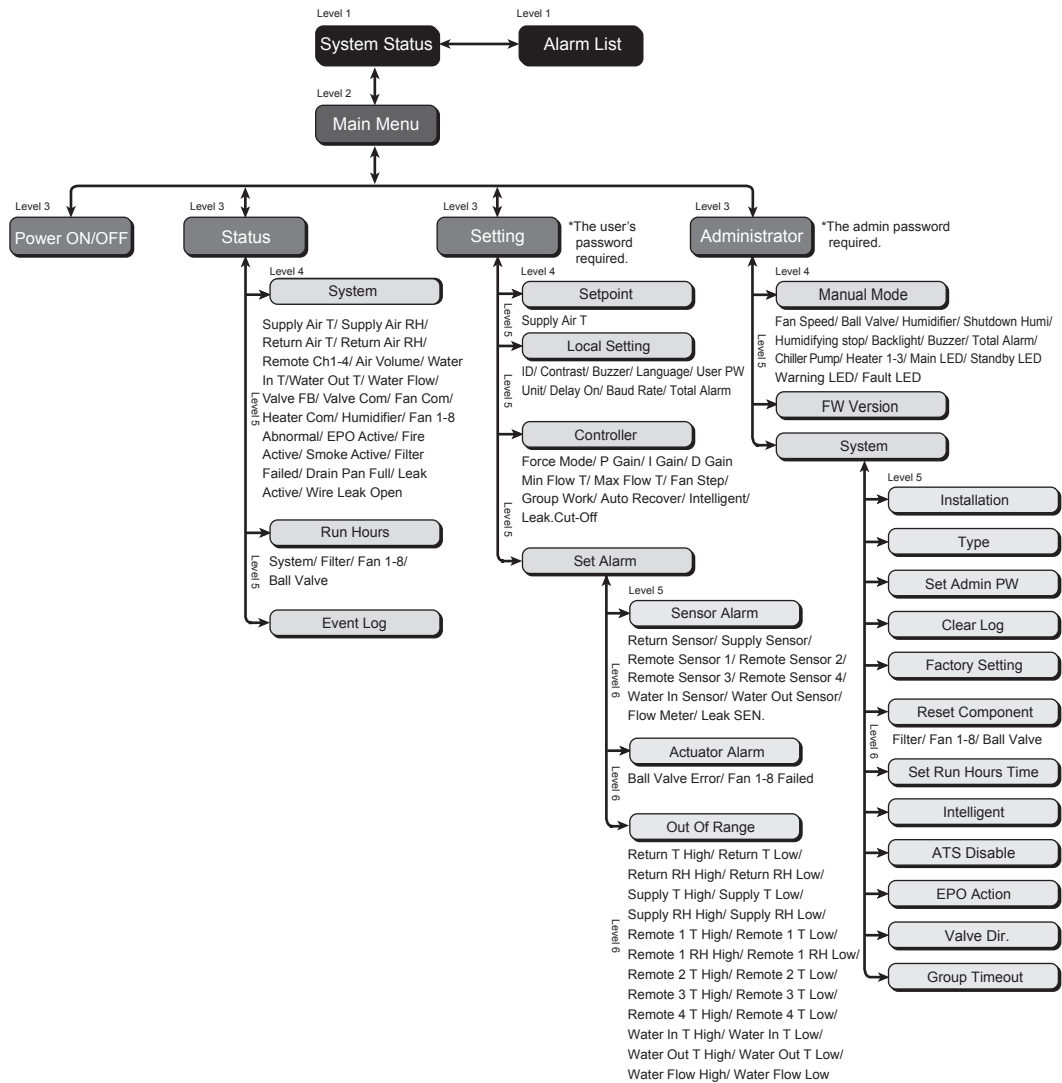 Level 1
System Status
Level 1
Alarm List
Level 2
Main Menu
Level 3
Power ON/OFF
Level 3
Status
Level 3
Setting
*The user's
password
required.
Level 3
Administrator
*The admin password
required.
Level 4
System
Level 5
Supply Air T/ Supply Air RH/
Return Air T/ Return Air RH/
Remote Ch1-4/ Air Volume/ Water
In T/Water Out T/ Water Flow/
Valve FB/ Valve Com/ Fan Com/
Heater Com/ Humidifier/ Fan 1-8
Abnormal/ EPO Active/ Fire
Active/ Smoke Active/ Filter
Failed/ Drain Pan Full/ Leak
Active/ Wire Leak Open
Run Hours
Level 5
System/ Filter/ Fan 1-8/
Ball Valve
Event Log
Level 4
Setpoint
Level 5
Supply Air T
Local Setting
Level 5
ID/ Contrast/ Buzzer/ Language/ User PW
Unit/ Delay On/ Baud Rate/ Total Alarm
Controller
Level 5
Force Mode/ P Gain/ I Gain/ D Gain
Min Flow T/ Max Flow T/ Fan Step/
Group Work/ Auto Recover/ Intelligent/
Leak.Cut-Off
Set Alarm
Level 5
Sensor Alarm
Level 6
Return Sensor/ Supply Sensor/
Remote Sensor 1/ Remote Sensor 2/
Remote Sensor 3/ Remote Sensor 4/
Water In Sensor/ Water Out Sensor/
Flow Meter/ Leak SEN.
Actuator Alarm
Level 6
Ball Valve Error/ Fan 1-8 Failed
Out Of Range
Level 6
Return T High/ Return T Low/
Return RH High/ Return RH Low/
Supply T High/ Supply T Low/
Supply RH High/ Supply RH Low/
Remote 1 T High/ Remote 1 T Low/
Remote 1 RH High/ Remote 1 RH Low/
Remote 2 T High/ Remote 2 T Low/
Remote 3 T High/ Remote 3 T Low/
Remote 4 T High/ Remote 4 T Low/
Water In T High/ Water In T Low/
Water Out T High/ Water Out T Low/
Water Flow High/ Water Flow Low
Level 4
Manual Mode
Level 5
Fan Speed/ Ball Valve/ Humidifier/ Shutdown Humi/
Humidifying stop/ Backlight/ Buzzer/ Total Alarm/
Chiller Pump/ Heater 1-3/ Main LED/ Standby LED
Warning LED/ Fault LED
FW Version
System
Level 5
Installation
Type
Set Admin PW
Clear Log
Factory Setting
Reset Component
Level 6
Filter/ Fan 1-8/ Ball Valve
Set Run Hours Time
Intelligent
ATS Disable
EPO Action
Valve Dir.
Group Timeout